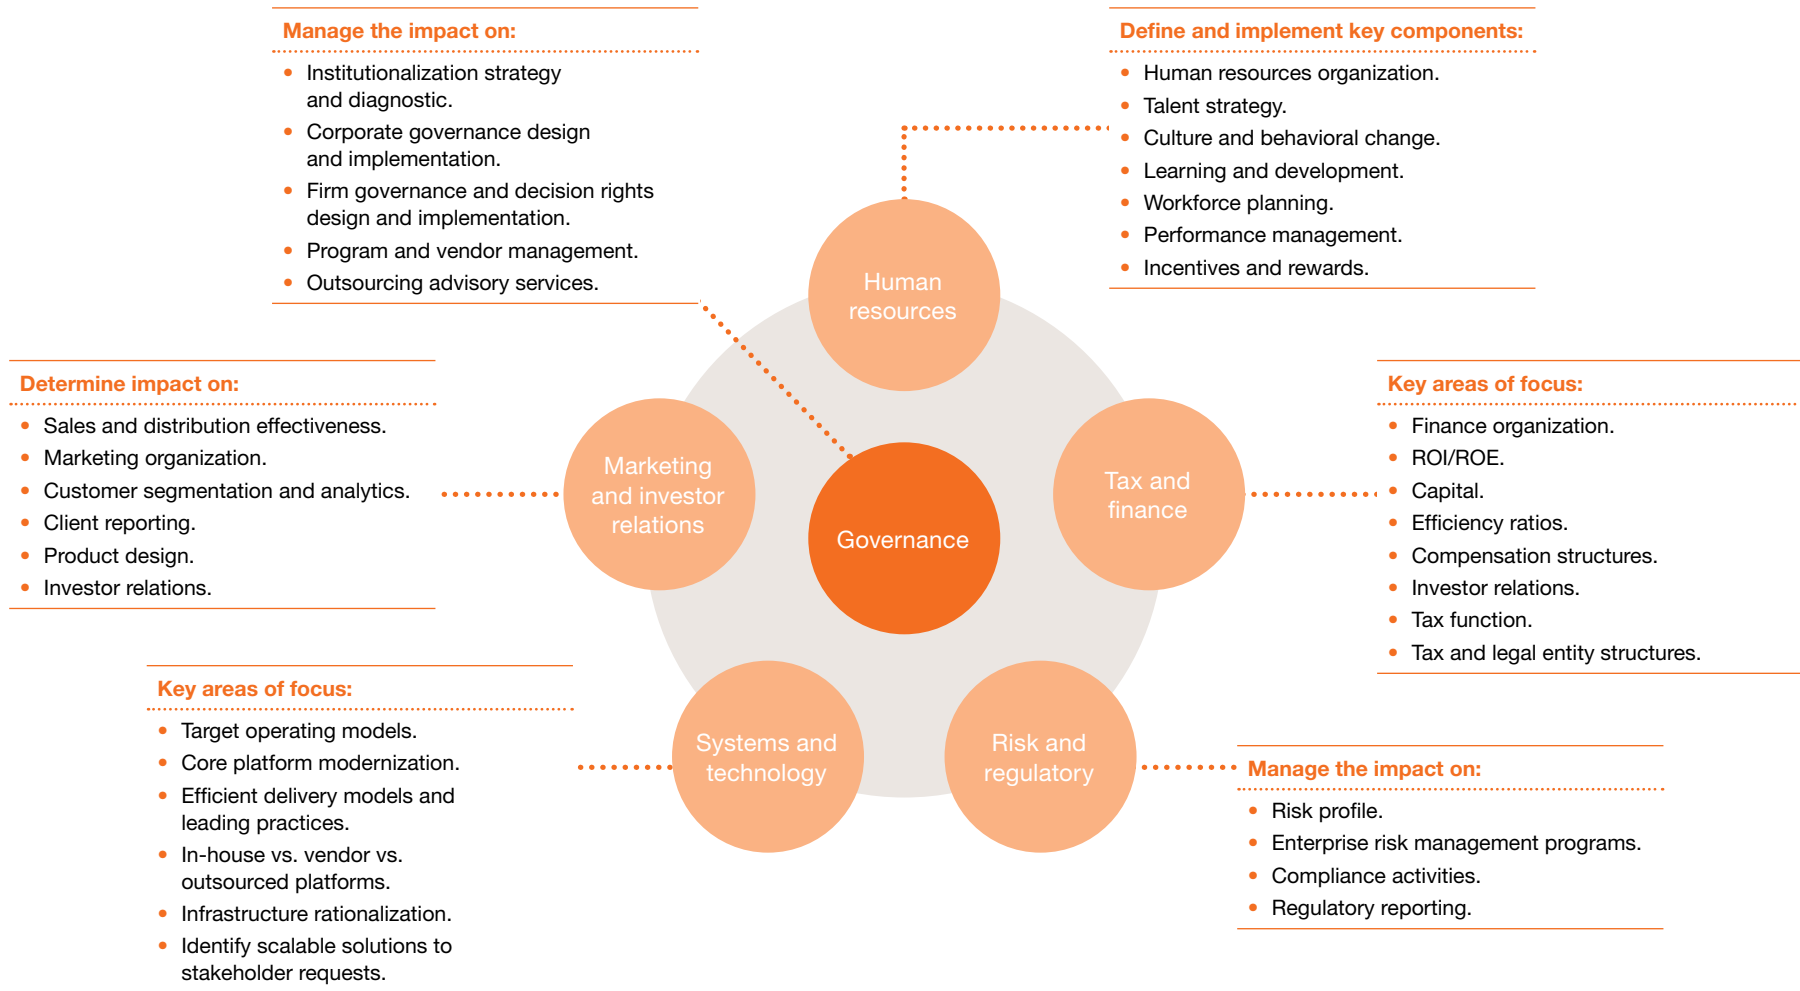 Manage the impact on:
• Institutionalization strategy
and diagnostic.
• Corporate governance design
and implementation.
• Firm governance and decision rights
design and implementation.
• Program and vendor management.
• Outsourcing advisory services.
Define and implement key components:
• Human resources organization.
• Talent strategy.
• Culture and behavioral change.
• Learning and development.
• Workforce planning.
• Performance management.
• Incentives and rewards.
Human
resources
Determine impact on:
• Sales and distribution effectiveness.
• Marketing organization.
• Customer segmentation and analytics.
• Client reporting.
• Product design.
• Investor relations.
Marketing
and investor
relations
Governance
Tax and
finance
Key areas of focus:
• Finance organization.
• ROI/ROE.
• Capital.
• Efficiency ratios.
• Compensation structures.
• Investor relations.
• Tax function.
• Tax and legal entity structures.
Key areas of focus:
• Target operating models.
• Core platform modernization.
• Efficient delivery models and
leading practices.
• In-house vs. vendor vs.
outsourced platforms.
• Infrastructure rationalization.
• Identify scalable solutions to
stakeholder requests.
Systems and
technology
Risk and
regulatory
Manage the impact on:
• Risk profile.
• Enterprise risk management programs.
• Compliance activities.
• Regulatory reporting.